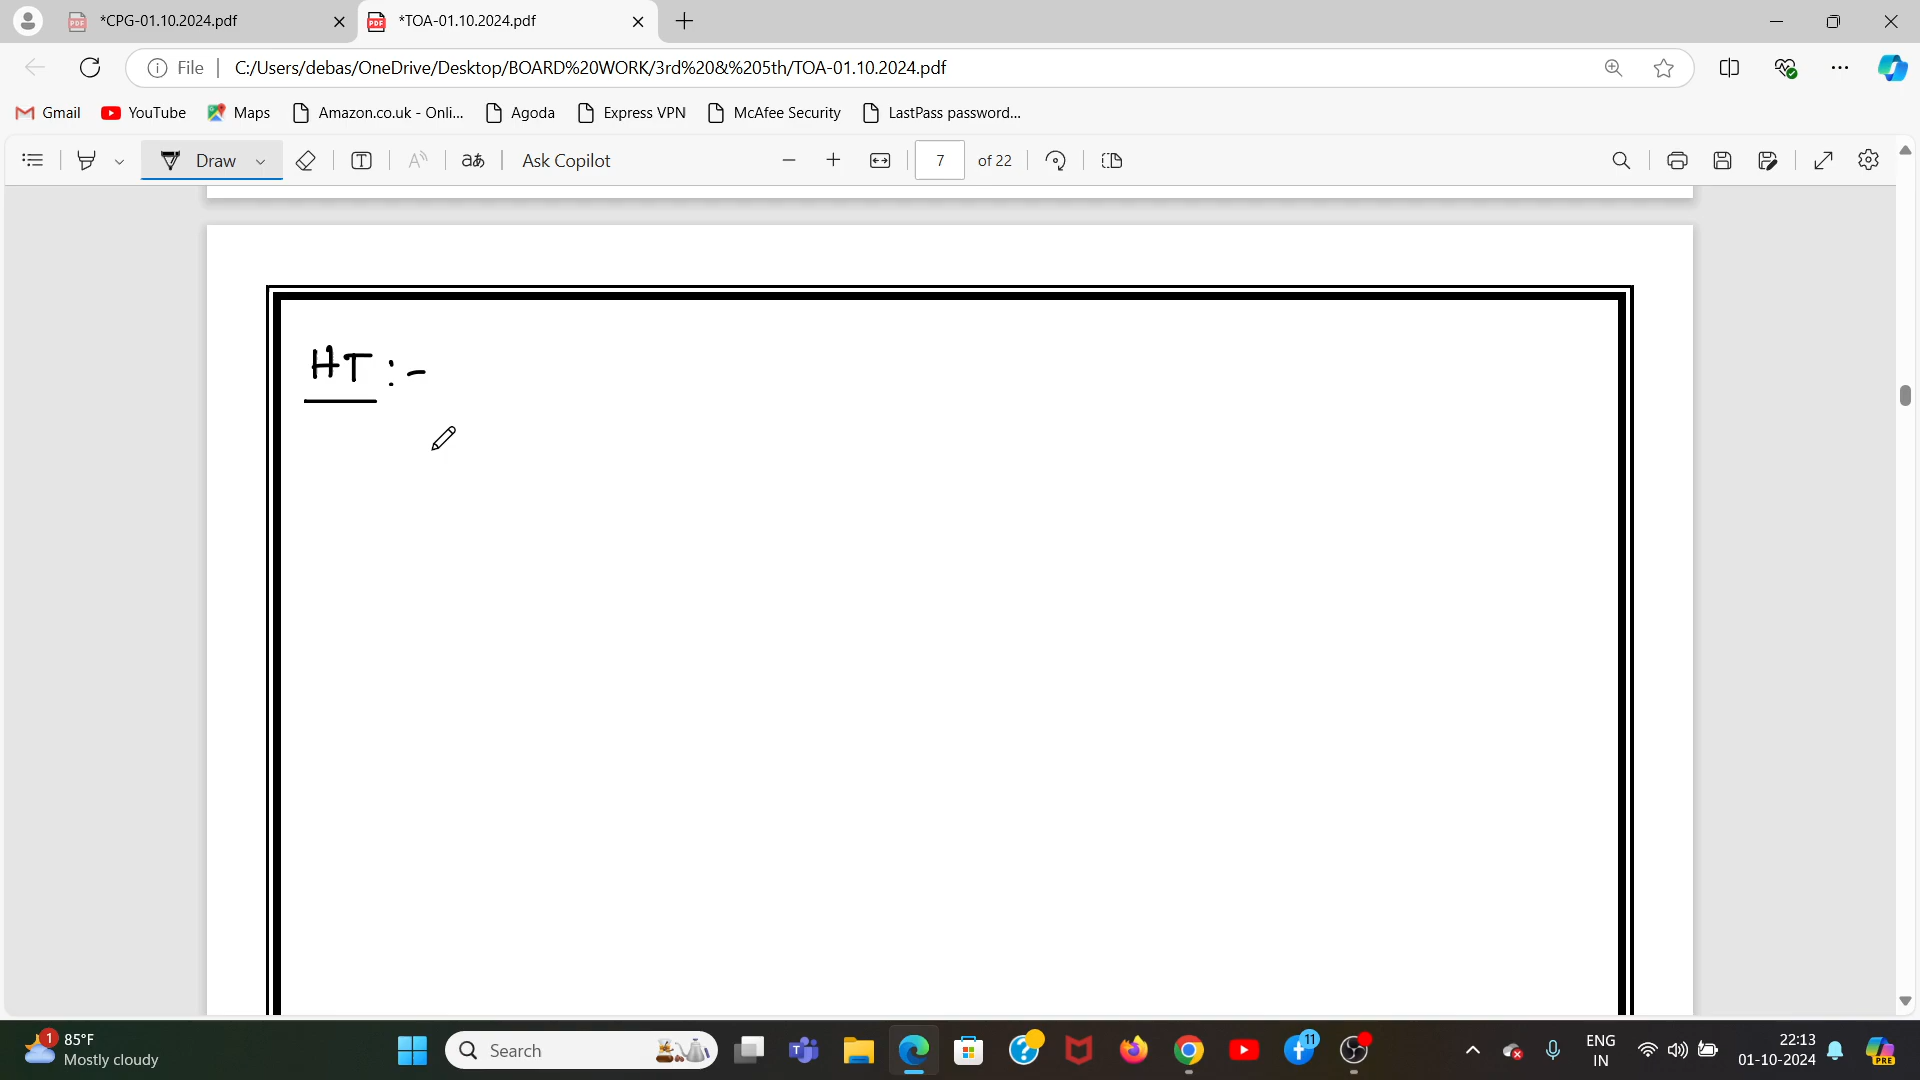 *CPG-01.10.2024.pdf
*TOA-01.10.2024.pdf
File
C:/Users/debas/OneDrive/Desktop/BOARD%20WORK/3rd%20&%205th/TOA-01.10.2024.pdf
Gmail
YouTube
Maps
Amazon.co.uk - Onli...
Agoda
Express VPN
McAfee Security
LastPass password...
Draw
Ask Copilot
7 of 22
HT :-
1
85°F
Mostly cloudy
Search
11
ENG
IN
22:13
01-10-2024
PRE